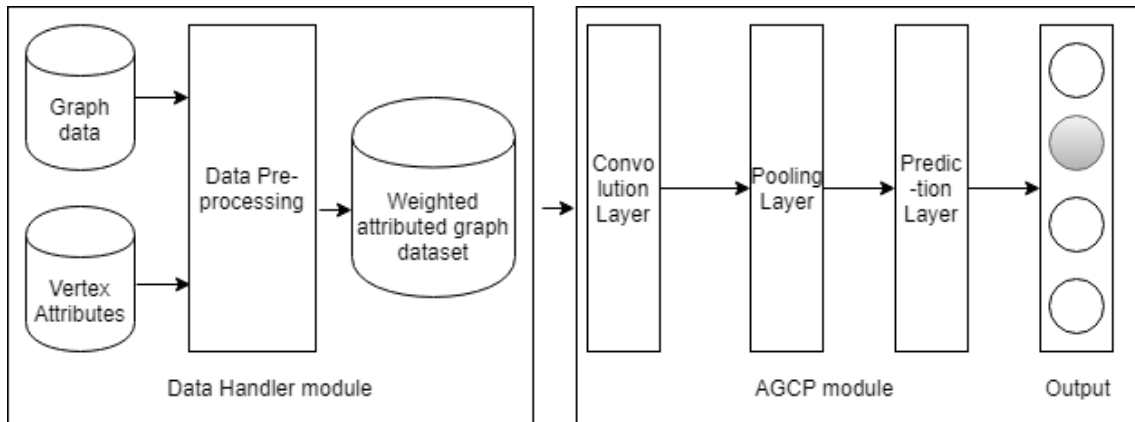 Graph
data
Vertex
Attributes
Data Pre-
processing
Weighted
attributed graph
dataset
Data Handler module
Convo
lution
Layer
Pooling
Layer
Predic
-tion
Layer
AGCP module
Output